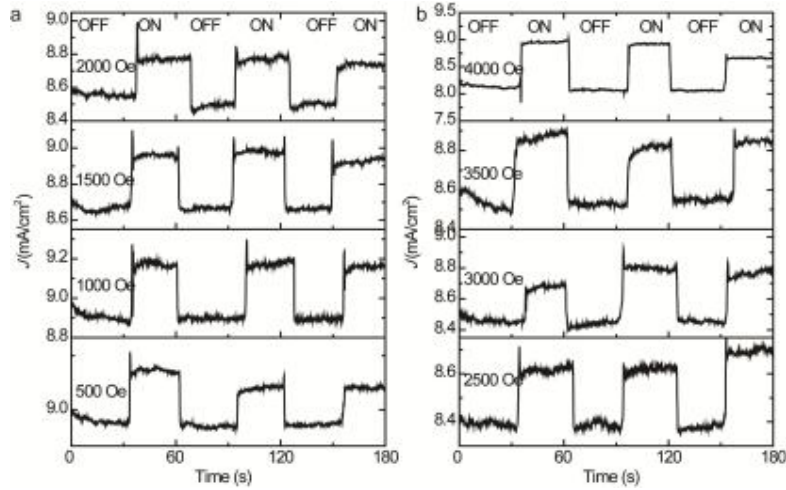 a
OFF ON OFF ON OFF ON
9.0
8.8
8.6
8.4
2000 Oe
9.0
8.8
8.6
1500 Oe
9.2
9.0
8.8
1000 Oe
9.0
500 Oe
0 60 120 180
Time (s)
J/(mA/cm²)
b
OFF ON OFF ON OFF ON
9.5
9.0
8.5
8.0
7.5
4000 Oe
8.8
8.6
8.4
3500 Oe
8.8
8.6
8.4
3000 Oe
8.6
8.4
2500 Oe
0 60 120 180
Time (s)
J/(mA/cm²)